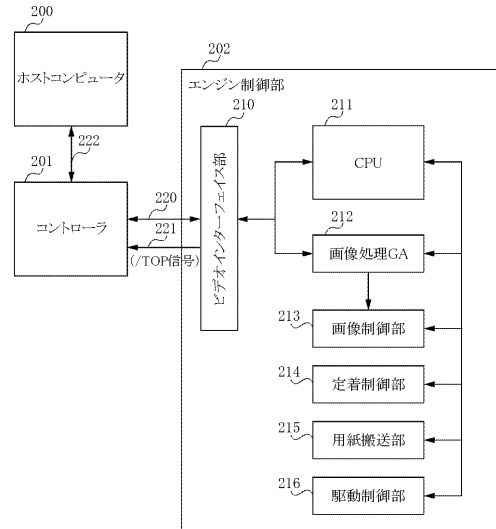 200
ホストコンピュータ
222
201
コントローラ
220
221
(/TOP信号)
202
エンジン制御部
210
ビデオインターフェイス部
211
CPU
212
画像処理GA
213
画像制御部
214
定着制御部
215
用紙搬送部
216
駆動制御部